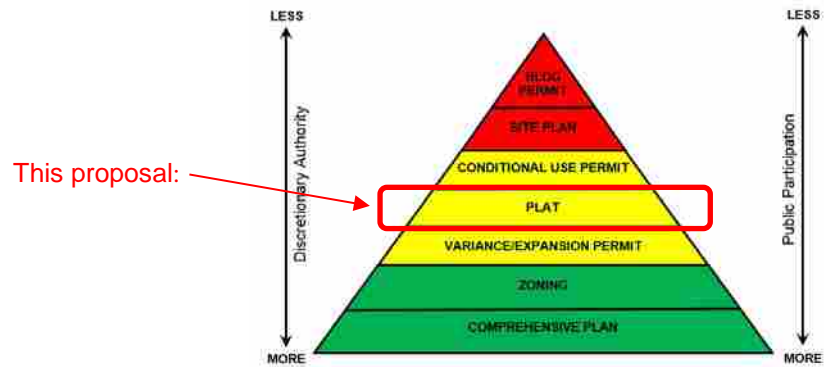 LESS
LESS
BLDG
PERMIT
SITE PLAN
CONDITIONAL USE PERMIT
This proposal:
PLAT
VARIANCE/EXPANSION PERMIT
ZONING
COMPREHENSIVE PLAN
Discretionary Authority
Public Participation
MORE
MORE